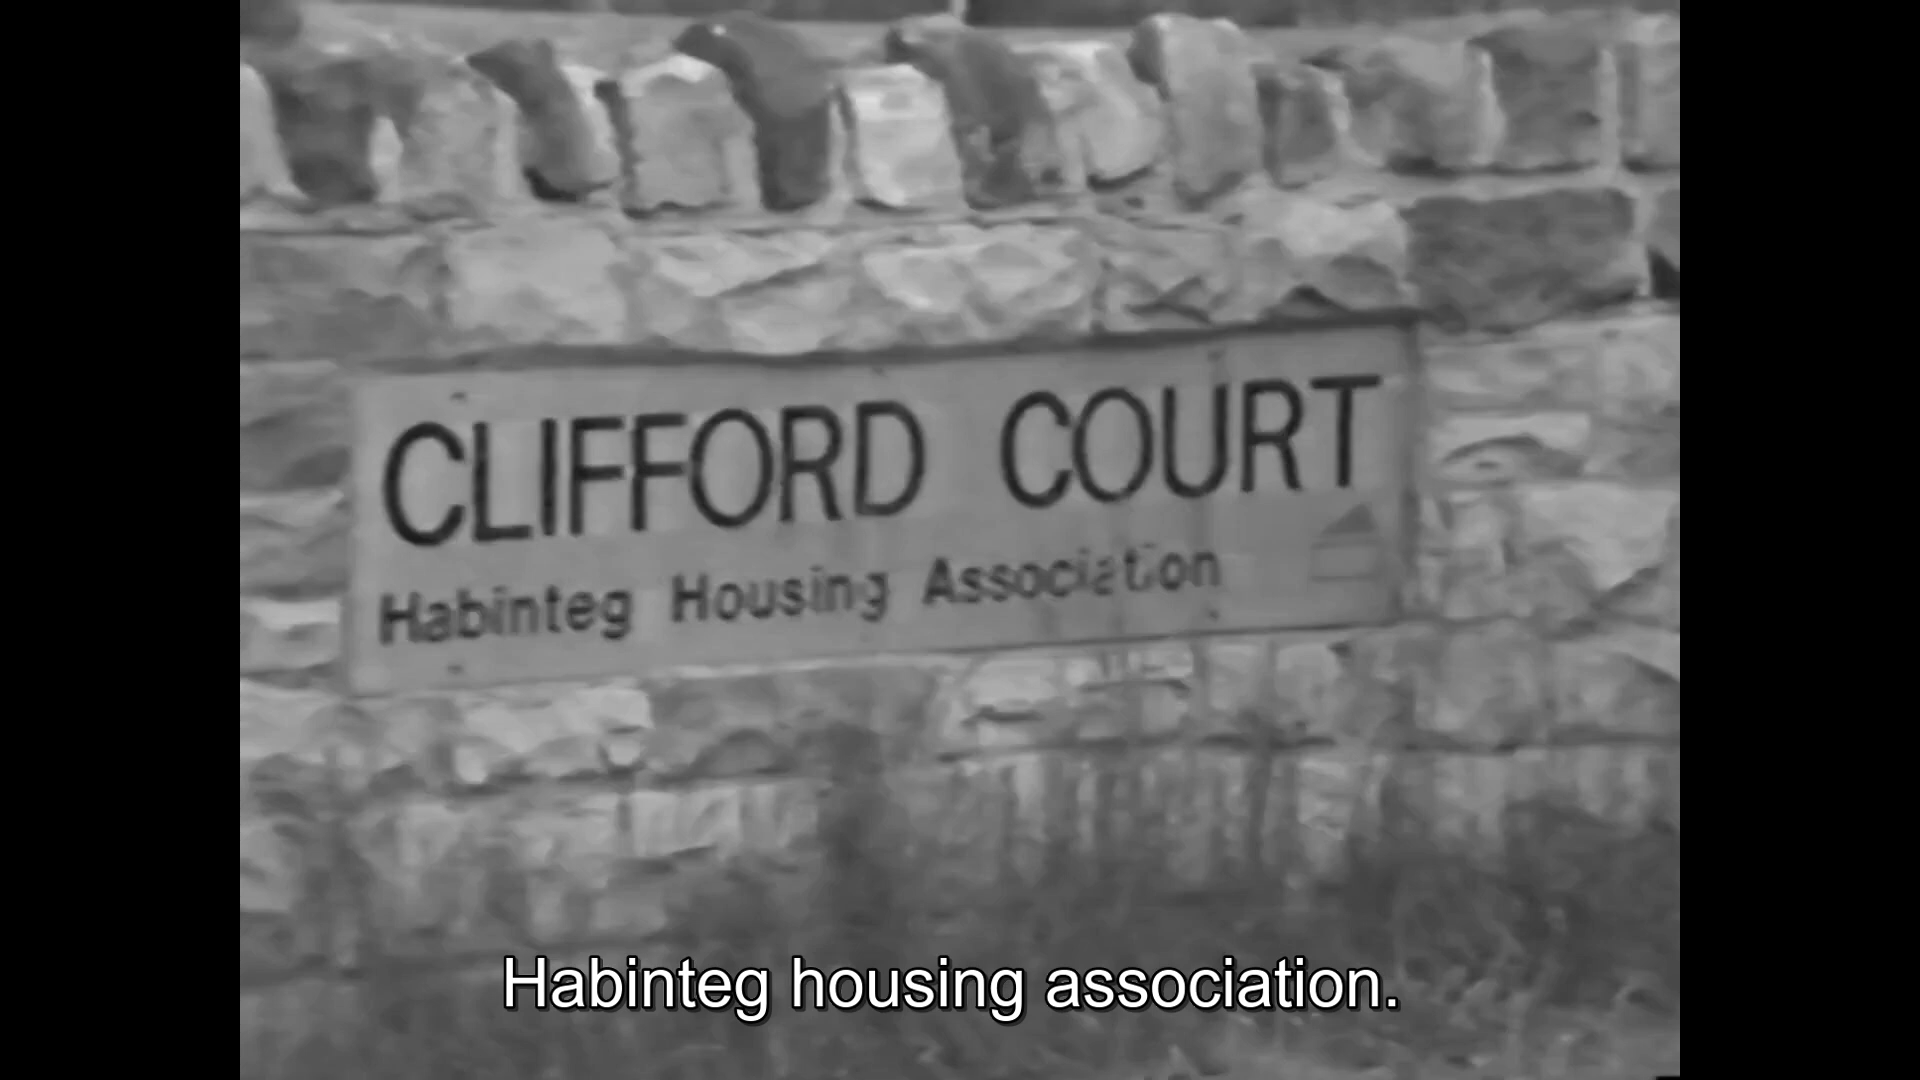 CLIFFORD COURT
Habinteg Housing Association
Habinteg housing association.